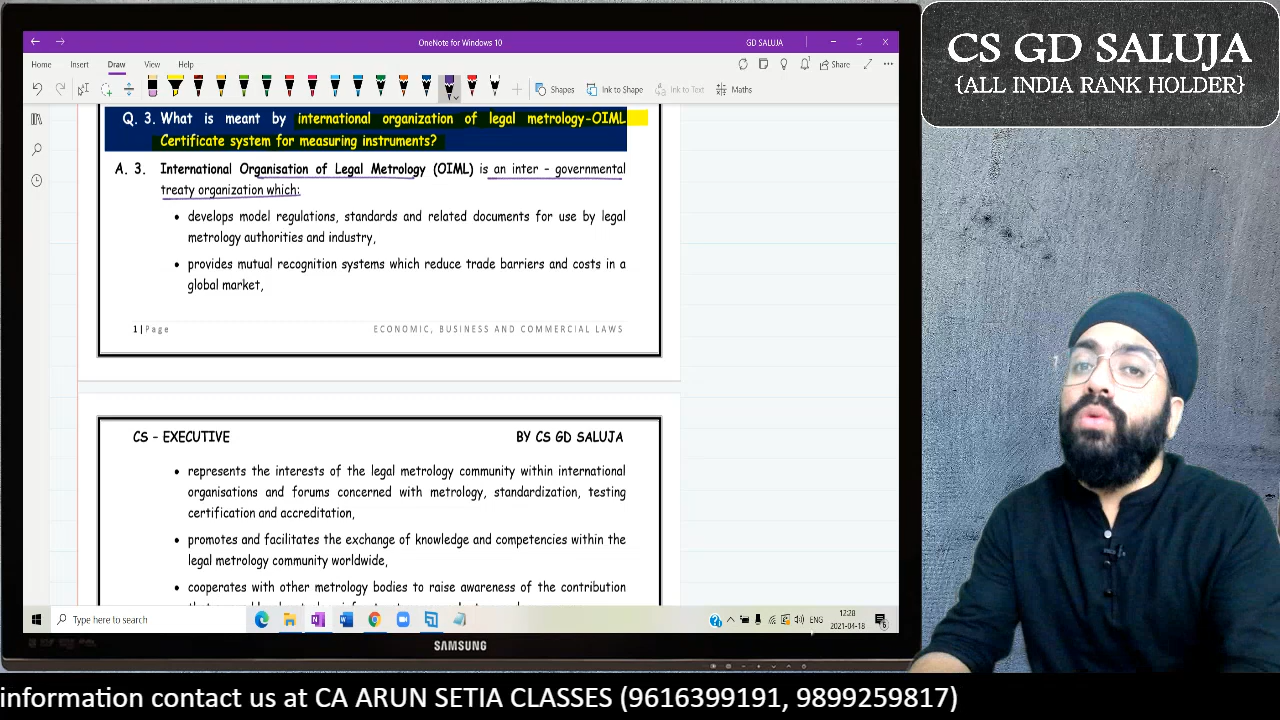 OneNote for Windows 10
GD SALUJA
Home Insert Draw View Help
Share
Shapes Ink to Shape Ink to Text Maths
Q. 3. What is meant by international organization of legal metrology-OIML
Certificate system for measuring instruments?
A. 3. International Organisation of Legal Metrology (OIML) is an inter - governmental
treaty organization which:
• develops model regulations, standards and related documents for use by legal
metrology authorities and industry,
• provides mutual recognition systems which reduce trade barriers and costs in a
global market,
1 | Page ECONOMIC, BUSINESS AND COMMERCIAL LAWS
CS - EXECUTIVE BY CS GD SALUJA
• represents the interests of the legal metrology community within international
organisations and forums concerned with metrology, standardization, testing
certification and accreditation,
• promotes and facilitates the exchange of knowledge and competencies within the
legal metrology community worldwide,
• cooperates with other metrology bodies to raise awareness of the contribution
Type here to search
ENG
12:28
2021-04-18
SAMSUNG
CS GD SALUJA
{ALL INDIA RANK HOLDER}
information contact us at CA ARUN SETIA CLASSES (9616399191, 9899259817)